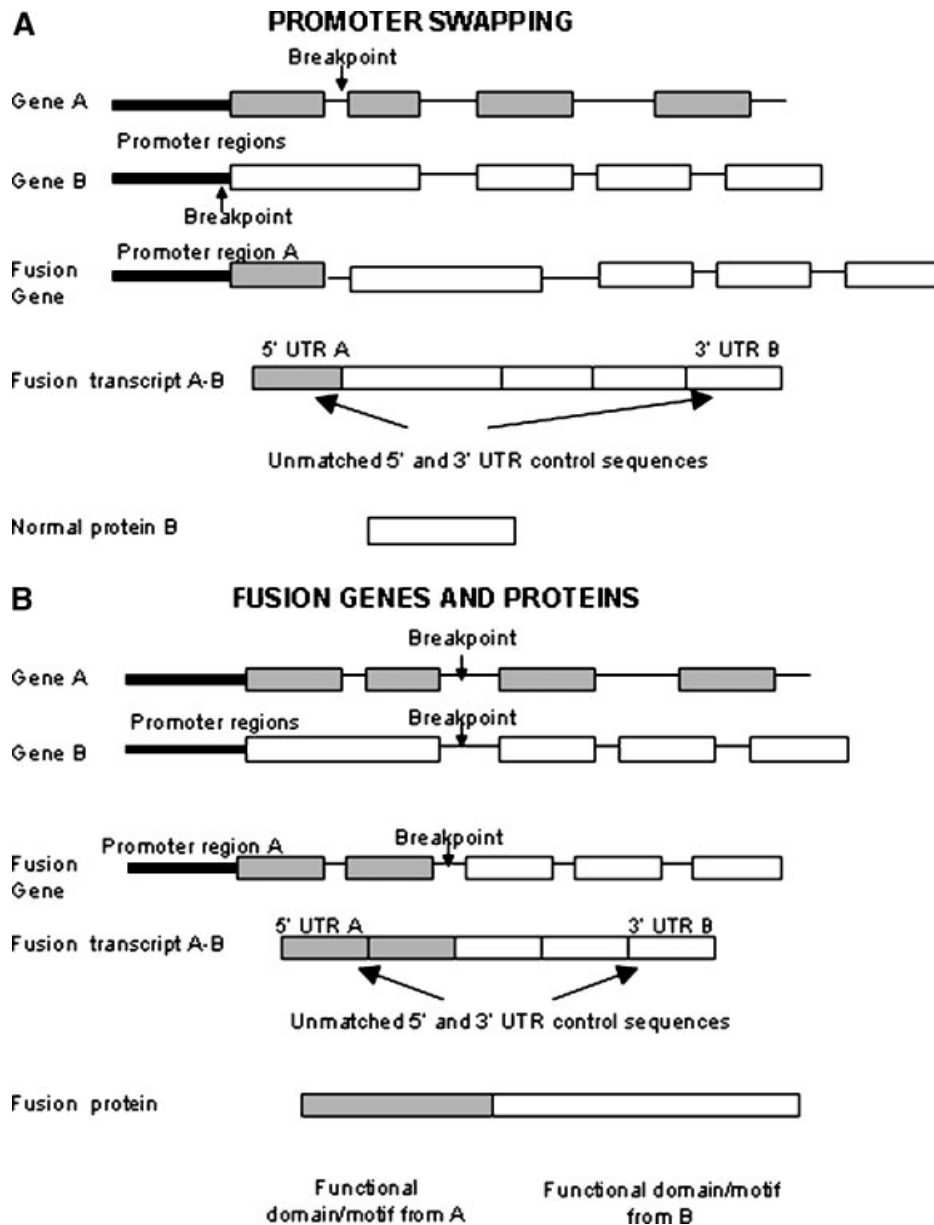 A
PROMOTER SWAPPING
Breakpoint
Gene A
Promoter regions
Gene B
Breakpoint
Promoter region A
Fusion
Gene
5' UTR A 3' UTR B
Fusion transcript A-B
Unmatched 5' and 3' UTR control sequences
Normal protein B
B
FUSION GENES AND PROTEINS
Breakpoint
Gene A
Promoter regions
Breakpoint
Gene B
Breakpoint
Promoter region A
Fusion
Gene
5' UTR A 3' UTR B
Fusion transcript A-B
Unmatched 5' and 3' UTR control sequences
Fusion protein
Functional
domain/motif from A
Functional domain/motif
from B